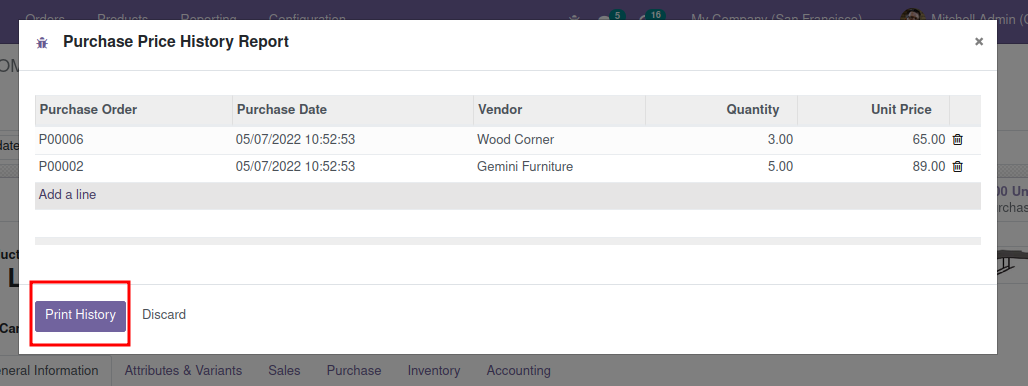 Orders Products Reporting Configuration 5 16 My Company (San Francisco) Mitchell Admin (
Purchase Price History Report ×
Purchase Order Purchase Date Vendor Quantity Unit Price
P00006 05/07/2022 10:52:53 Wood Corner 3.00 65.00
P00002 05/07/2022 10:52:53 Gemini Furniture 5.00 89.00
Add a line
Print History Discard
General Information Attributes & Variants Sales Purchase Inventory Accounting